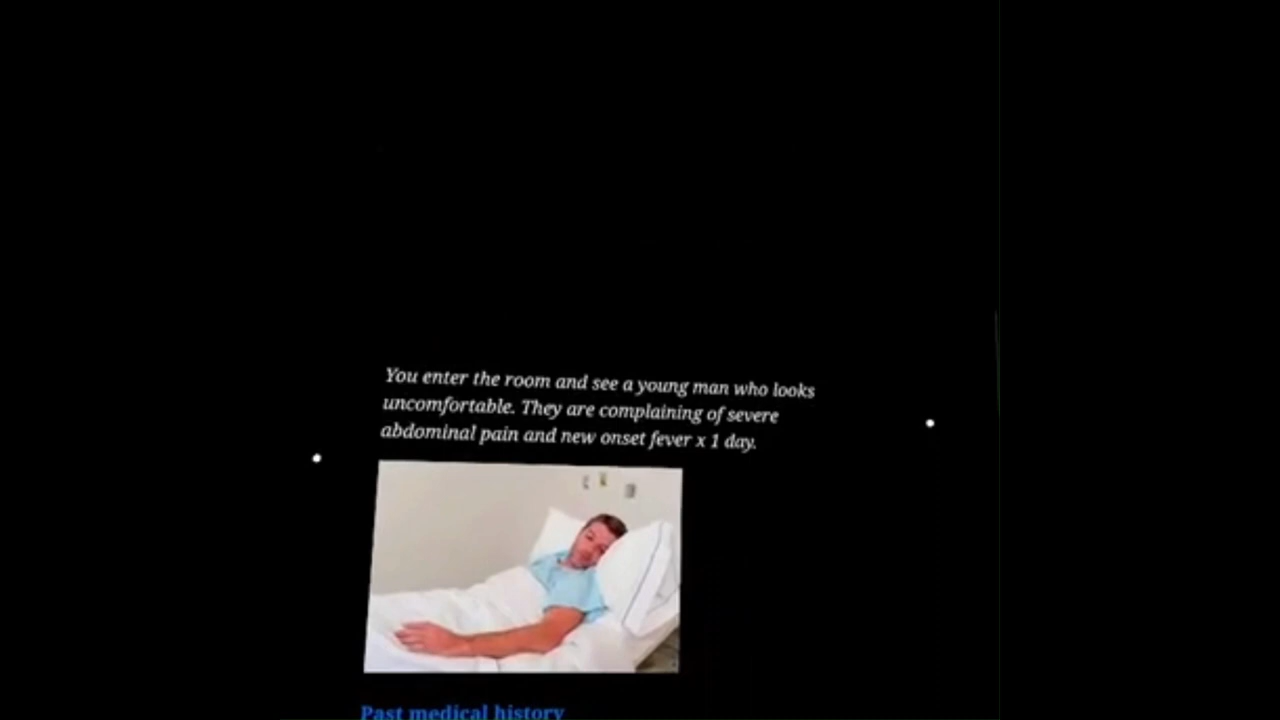 You enter the room and see a young man who looks
uncomfortable. They are complaining of severe
abdominal pain and new onset fever x 1 day.
Past medical history